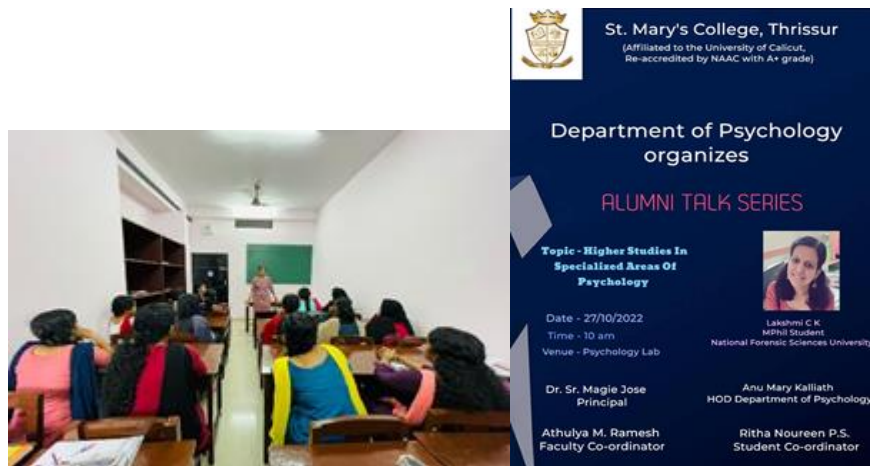 St. Mary's College, Thrissur
(Affiliated to the University of Calicut,
Re-accredited by NAAC with A+ grade)
Department of Psychology
organizes
ALUMNI TALK SERIES
Topic - Higher Studies In
Specialized Areas Of
Psychology
Date - 27/10/2022
Time - 10 am
Venue - Psychology Lab
Lakshmi C K
MPhil Student
National Forensic Sciences University
Dr. Sr. Magie Jose
Principal
Anu Mary Kalliath
HOD Department of Psychology
Athulya M. Ramesh
Faculty Co-ordinator
Ritha Noureen P.S.
Student Co-ordinator